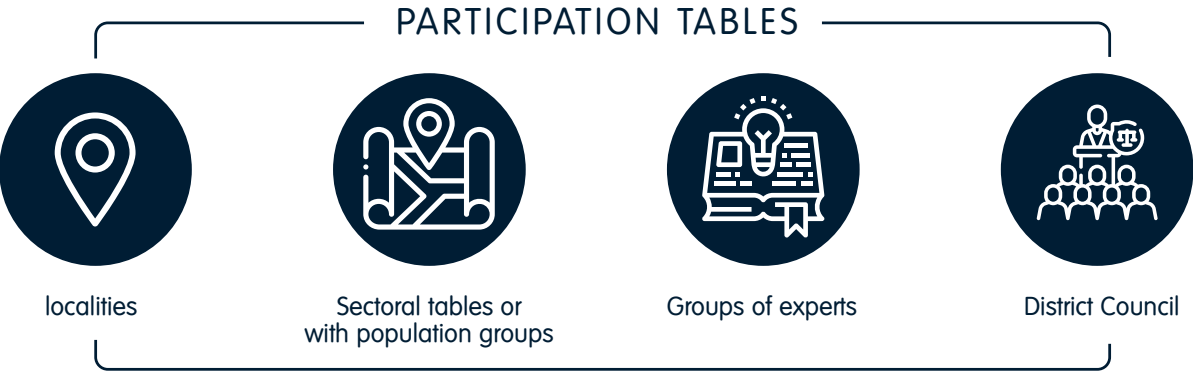 PARTICIPATION TABLES
localities
Sectoral tables or
with population groups
Groups of experts
District Council